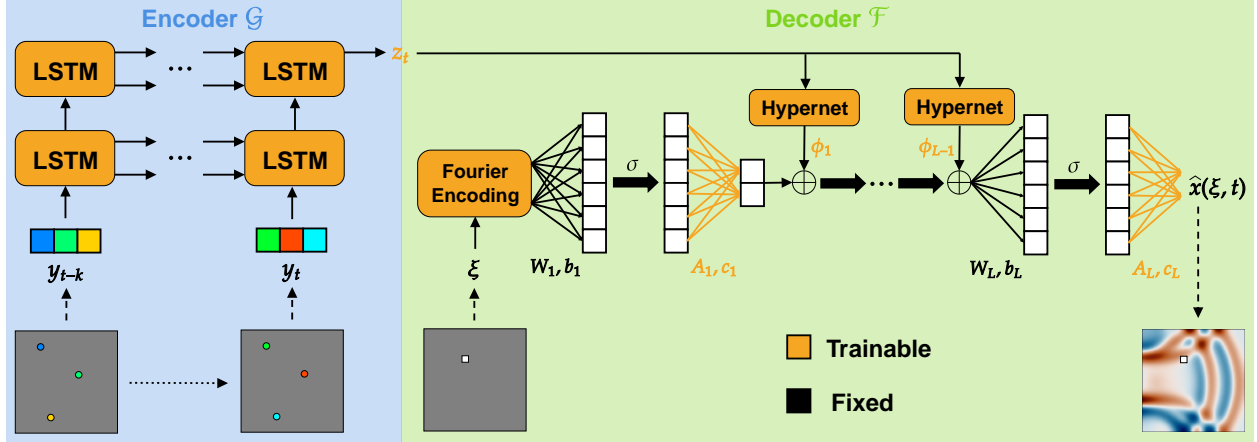 Encoder 𝒢
Decoder ℱ
LSTM ··· LSTM
z_t
LSTM ··· LSTM
Hypernet
Hypernet
ϕ_1
ϕ_{L−1}
Fourier
Encoding
σ
···
σ
x̂(ξ, t)
y_{t−k}
y_t
ξ
W_1, b_1
A_1, c_1
W_L, b_L
A_L, c_L
Trainable
Fixed